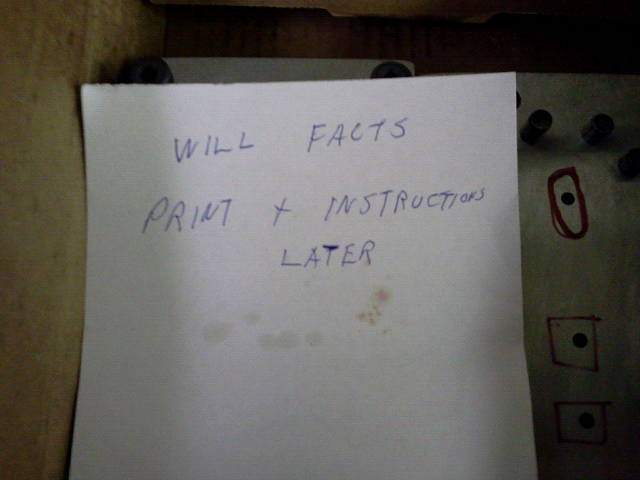 WILL FACTS
PRINT + INSTRUCTIONS
LATER